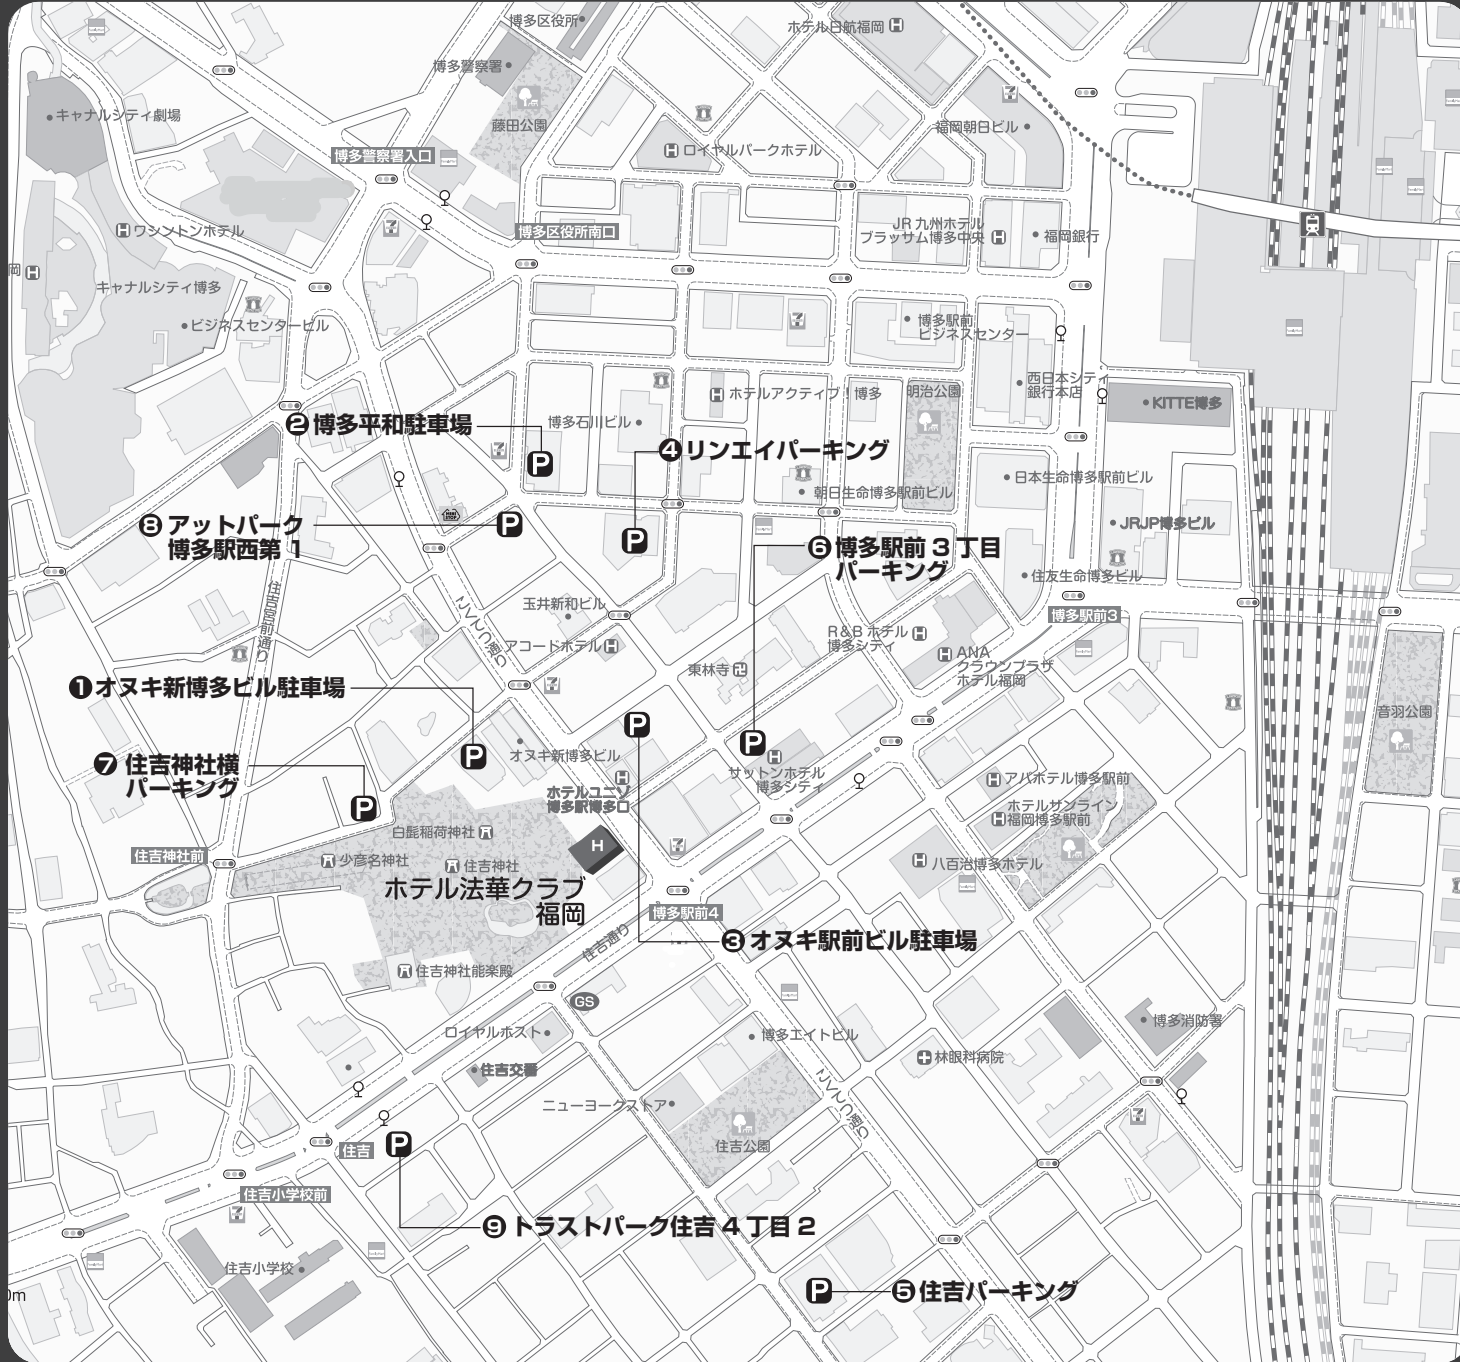 博多区役所
ホテル日航福岡
H
博多警察署
キャナルシティ劇場
藤田公園
福岡朝日ビル
博多警察署入口
H ロイヤルパークホテル
H ワシントンホテル
博多区役所南口
JR 九州ホテル
ブラッサム博多中央
H
福岡銀行
岡 H
キャナルシティ博多
ビジネスセンタービル
博多駅前
ビジネスセンター
西日本シティ
銀行本店
H ホテルアクティブ！博多
明治公園
KITTE博多
❷博多平和駐車場
博多石川ビル
P
❹リンエイパーキング
日本生命博多駅前ビル
朝日生命博多駅前ビル
❽アットパーク
博多駅西第 1
P
P
JRJP博多ビル
❻博多駅前 3 丁目
パーキング
住友生命博多ビル
住吉宮前通り
こくてつ通り
玉井新和ビル
博多駅前3
アコードホテル H
R&B ホテル
博多シティ
H
H ANA
クラウンプラザ
ホテル福岡
東林寺
❶オヌキ新博多ビル駐車場
音羽公園
P
P
P
オヌキ新博多ビル
❼住吉神社横
パーキング
H
サットンホテル
博多シティ
H アパホテル博多駅前
P
H
ホテルユニゾ
博多駅博多口
ホテルサンライン
H 福岡博多駅前
白髭稲荷神社
H
住吉神社前
少彦名神社
住吉神社
H 八百治博多ホテル
ホテル法華クラブ
福岡
博多駅前4
住吉通り
❸オヌキ駅前ビル駐車場
住吉神社能楽殿
GS
ロイヤルホスト
博多エイトビル
博多消防署
住吉交番
林眼科病院
ニューヨークストア
こくてつ通り
住吉公園
P
住吉
住吉小学校前
❾トラストパーク住吉 4 丁目 2
住吉小学校
P
❺住吉パーキング
0m